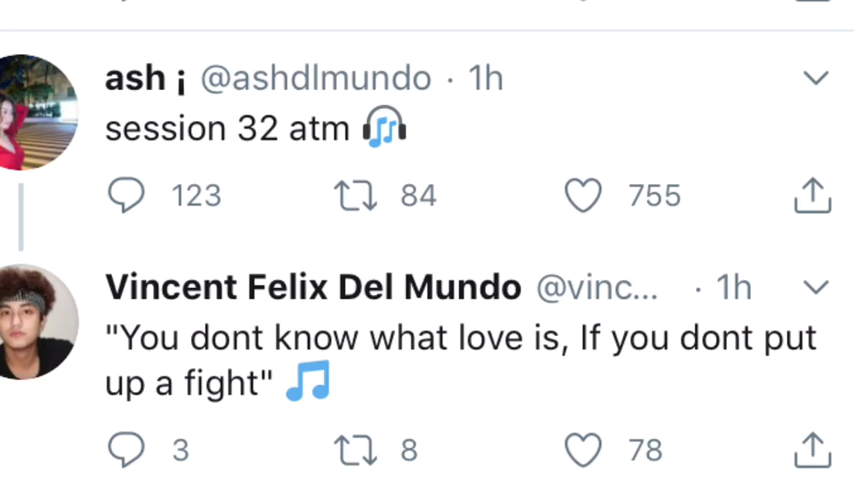 ash ¡ @ashdlmundo · 1h
session 32 atm
123 84 755
Vincent Felix Del Mundo @vinc... · 1h
"You dont know what love is, If you dont put
up a fight"
3 8 78